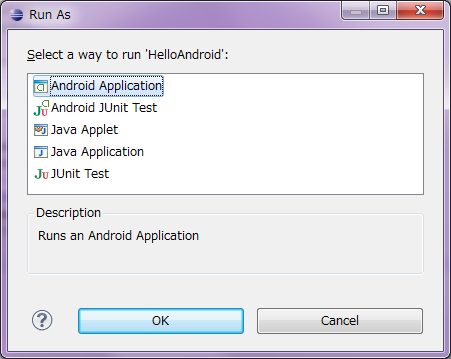 Run As
Select a way to run 'HelloAndroid':
Android Application
Android JUnit Test
Java Applet
Java Application
JUnit Test
Description
Runs an Android Application
OK
Cancel